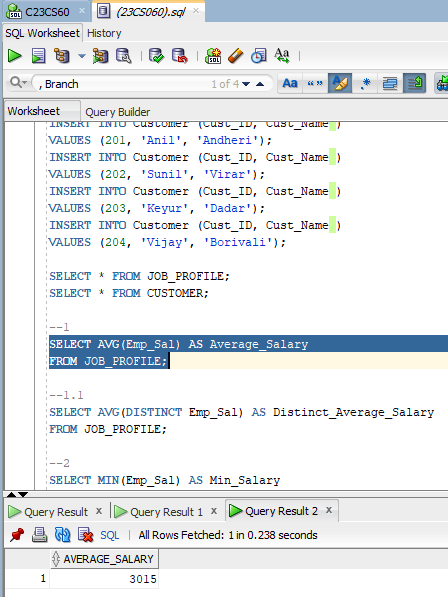 C23CS60 × (23CS060).sql ×
SQL Worksheet History
Aa
, Branch 1 of 4 Aa “” .*
Worksheet Query Builder
INSERT INTO Customer (Cust_ID, Cust_Name )
VALUES (201, 'Anil', 'Andheri');
INSERT INTO Customer (Cust_ID, Cust_Name )
VALUES (202, 'Sunil', 'Virar');
INSERT INTO Customer (Cust_ID, Cust_Name )
VALUES (203, 'Keyur', 'Dadar');
INSERT INTO Customer (Cust_ID, Cust_Name )
VALUES (204, 'Vijay', 'Borivali');
SELECT * FROM JOB_PROFILE;
SELECT * FROM CUSTOMER;
--1
SELECT AVG(Emp_Sal) AS Average_Salary
FROM JOB_PROFILE;
--1.1
SELECT AVG(DISTINCT Emp_Sal) AS Distinct_Average_Salary
FROM JOB_PROFILE;
--2
SELECT MIN(Emp_Sal) AS Min_Salary
Query Result × Query Result 1 × Query Result 2 ×
SQL | All Rows Fetched: 1 in 0.238 seconds
AVERAGE_SALARY
1 3015